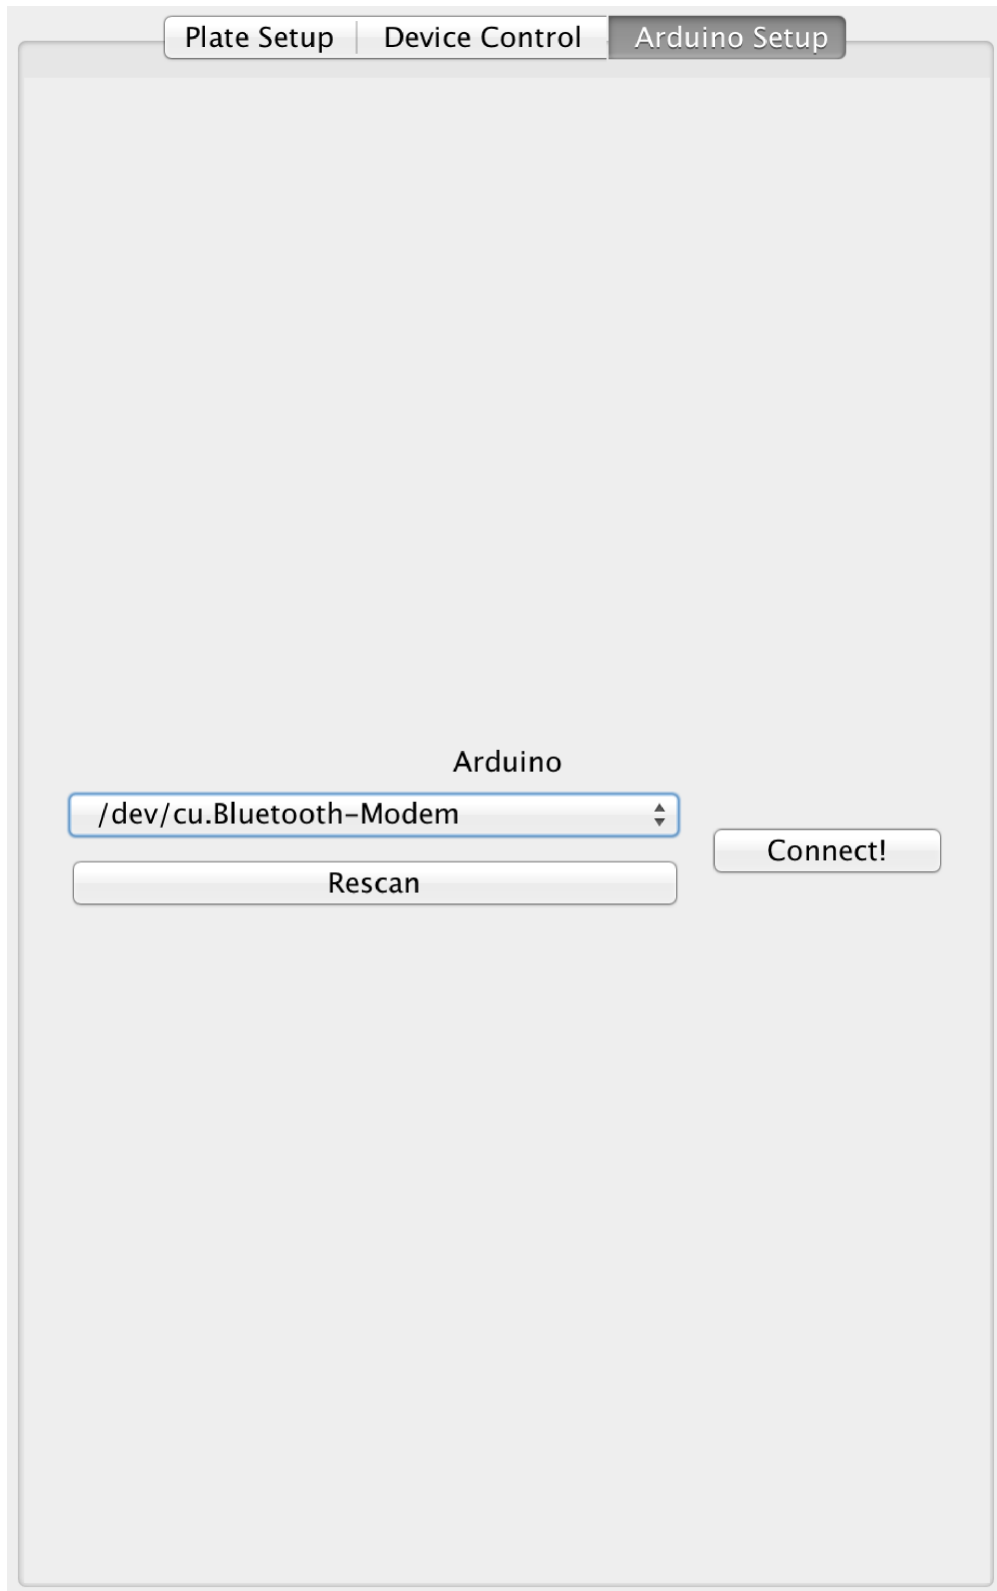 Plate Setup Device Control Arduino Setup
Arduino
/dev/cu.Bluetooth-Modem
Connect!
Rescan